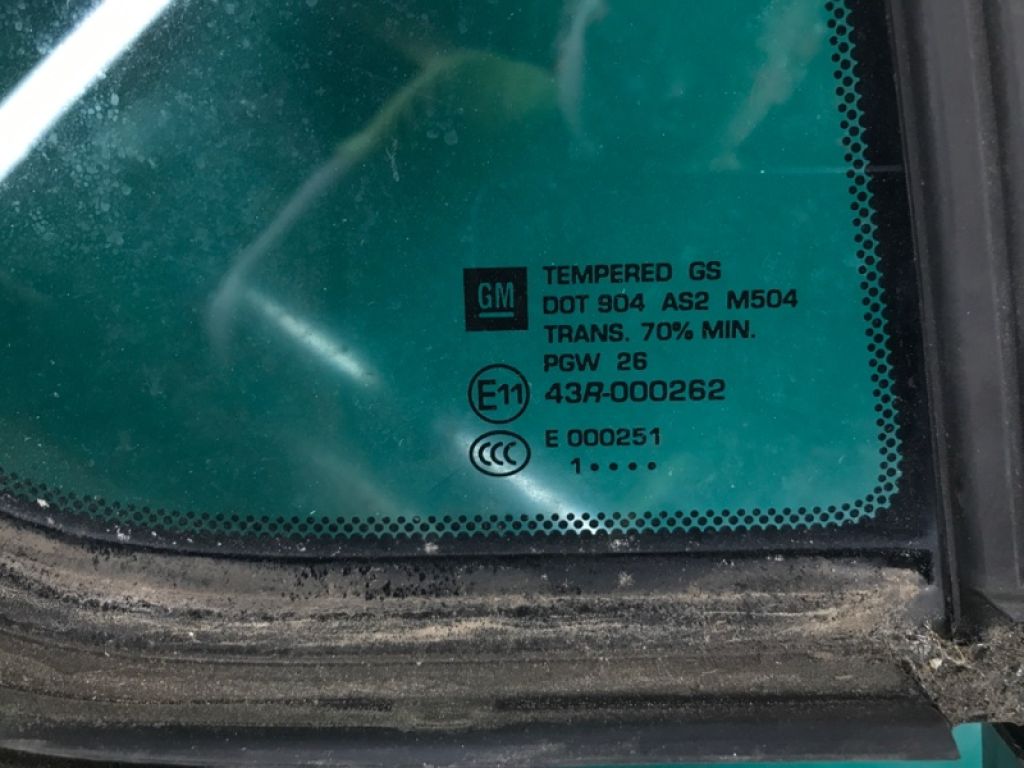 GM
TEMPERED GS
DOT 904 AS2 M504
TRANS. 70% MIN.
PGW 26
E11 43R-000262
CCC E 000251
1••••